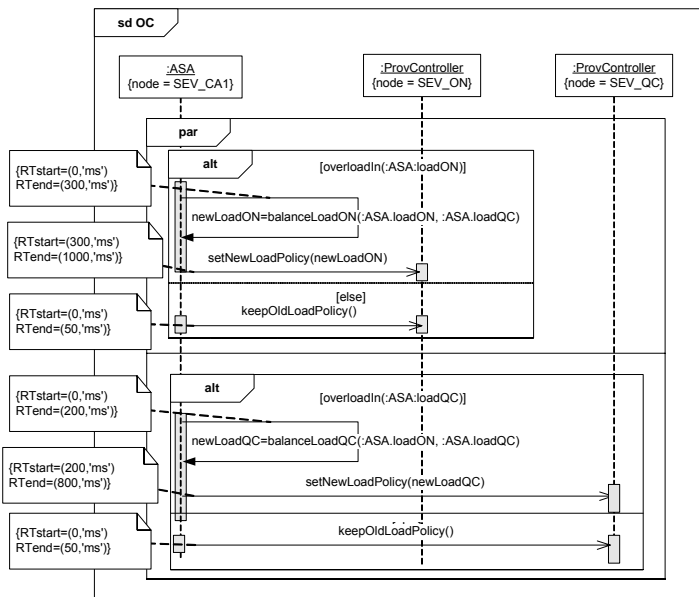 sd OC
:ASA
{node = SEV_CA1}
:ProvController
{node = SEV_ON}
:ProvController
{node = SEV_QC}
par
alt
[overloadIn(:ASA:loadON)]
{RTstart=(0,'ms')
RTend=(300,'ms')}
newLoadON=balanceLoadON(:ASA.loadON, :ASA.loadQC)
{RTstart=(300,'ms')
RTend=(1000,'ms')}
setNewLoadPolicy(newLoadON)
[else]
keepOldLoadPolicy()
{RTstart=(0,'ms')
RTend=(50,'ms')}
alt
[overloadIn(:ASA:loadQC)]
{RTstart=(0,'ms')
RTend=(200,'ms')}
newLoadQC=balanceLoadQC(:ASA.loadON, :ASA.loadQC)
{RTstart=(200,'ms')
RTend=(800,'ms')}
setNewLoadPolicy(newLoadQC)
keepOldLoadPolicy()
{RTstart=(0,'ms')
RTend=(50,'ms')}